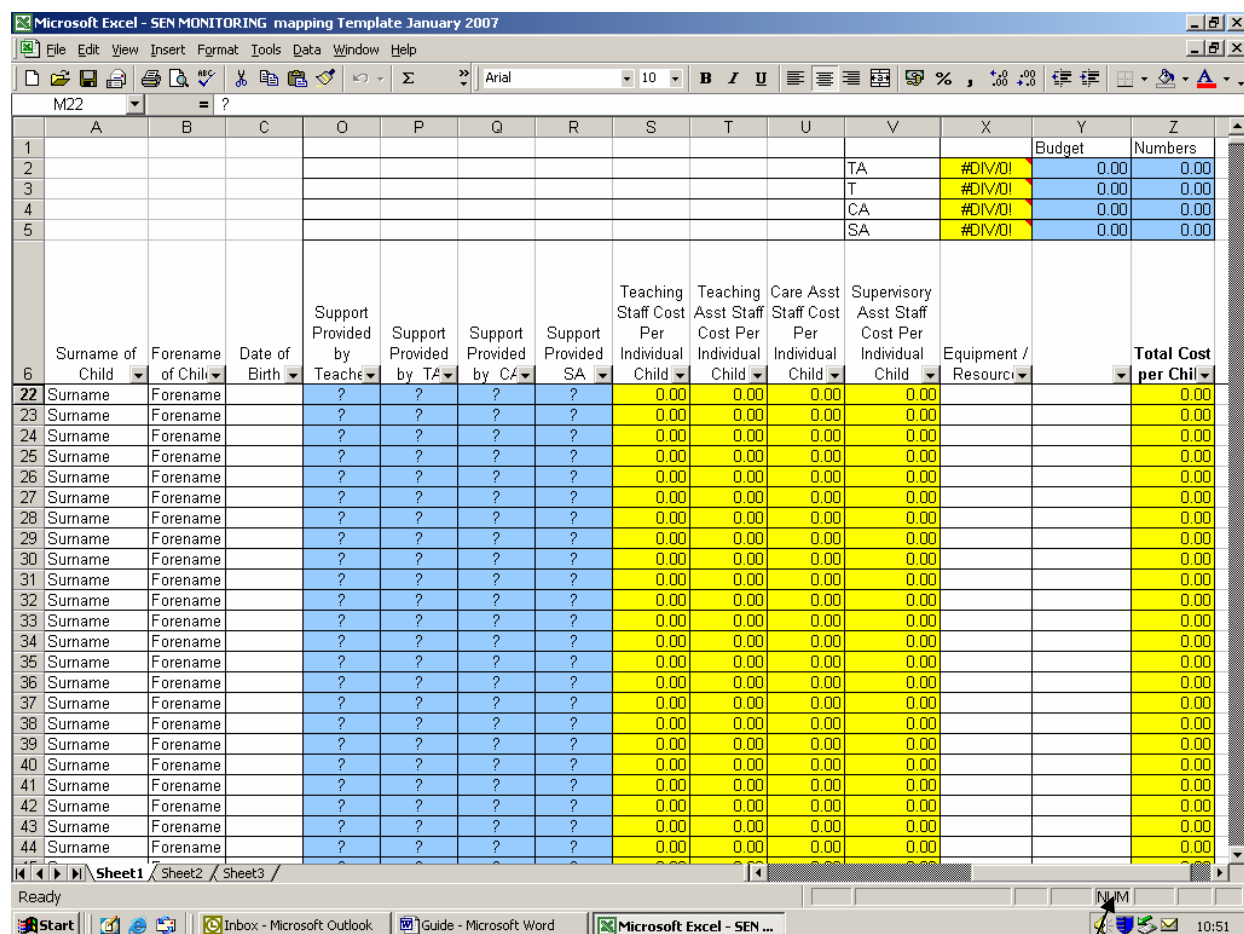 Microsoft Excel - SEN MONITORING mapping Template January 2007
File Edit View Insert Format Tools Data Window Help
Σ » Arial 10 B I U % ,
M22 = ?
A B C O P Q R S T U V X Y Z
1 Budget Numbers
2 TA #DIV/0! 0.00 0.00
3 T #DIV/0! 0.00 0.00
4 CA #DIV/0! 0.00 0.00
5 SA #DIV/0! 0.00 0.00
Teaching Teaching Care Asst Supervisory
Support Staff Cost Asst Staff Staff Cost Asst Staff
Provided Support Support Support Per Cost Per Per Cost Per
Surname of Forename Date of by Provided Provided Provided Individual Individual Individual Individual Equipment / Total Cost
6 Child of Chil Birth Teache by TA by CA SA Child Child Child Child Resourc per Chil
22 Surname Forename ? ? ? ? 0.00 0.00 0.00 0.00 0.00
23 Surname Forename ? ? ? ? 0.00 0.00 0.00 0.00 0.00
24 Surname Forename ? ? ? ? 0.00 0.00 0.00 0.00 0.00
25 Surname Forename ? ? ? ? 0.00 0.00 0.00 0.00 0.00
26 Surname Forename ? ? ? ? 0.00 0.00 0.00 0.00 0.00
27 Surname Forename ? ? ? ? 0.00 0.00 0.00 0.00 0.00
28 Surname Forename ? ? ? ? 0.00 0.00 0.00 0.00 0.00
29 Surname Forename ? ? ? ? 0.00 0.00 0.00 0.00 0.00
30 Surname Forename ? ? ? ? 0.00 0.00 0.00 0.00 0.00
31 Surname Forename ? ? ? ? 0.00 0.00 0.00 0.00 0.00
32 Surname Forename ? ? ? ? 0.00 0.00 0.00 0.00 0.00
33 Surname Forename ? ? ? ? 0.00 0.00 0.00 0.00 0.00
34 Surname Forename ? ? ? ? 0.00 0.00 0.00 0.00 0.00
35 Surname Forename ? ? ? ? 0.00 0.00 0.00 0.00 0.00
36 Surname Forename ? ? ? ? 0.00 0.00 0.00 0.00 0.00
37 Surname Forename ? ? ? ? 0.00 0.00 0.00 0.00 0.00
38 Surname Forename ? ? ? ? 0.00 0.00 0.00 0.00 0.00
39 Surname Forename ? ? ? ? 0.00 0.00 0.00 0.00 0.00
40 Surname Forename ? ? ? ? 0.00 0.00 0.00 0.00 0.00
41 Surname Forename ? ? ? ? 0.00 0.00 0.00 0.00 0.00
42 Surname Forename ? ? ? ? 0.00 0.00 0.00 0.00 0.00
43 Surname Forename ? ? ? ? 0.00 0.00 0.00 0.00 0.00
44 Surname Forename ? ? ? ? 0.00 0.00 0.00 0.00 0.00
Sheet1 Sheet2 Sheet3
Ready NUM
Start Inbox - Microsoft Outlook Guide - Microsoft Word Microsoft Excel - SEN ... 10:51